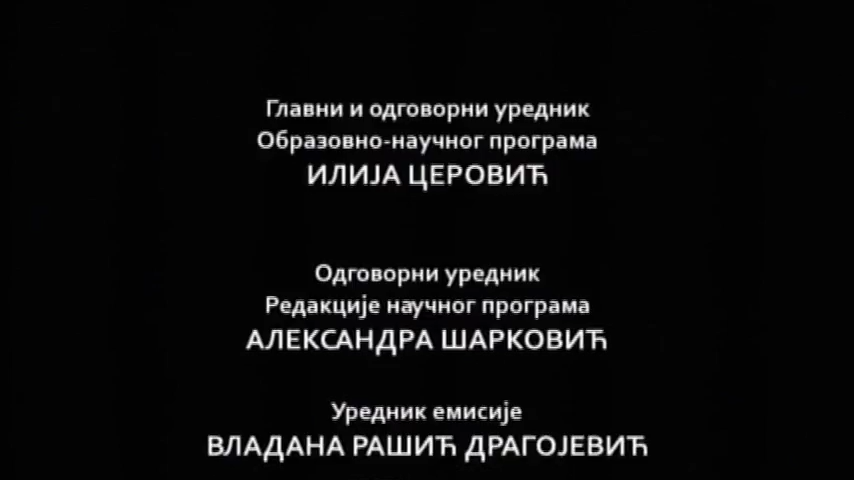 Главни и одговорни уредник
Образовно-научног програма
ИЛИЈА ЦЕРОВИЋ
Одговорни уредник
Редакције научног програма
АЛЕКСАНДРА ШАРКОВИЋ
Уредник емисије
ВЛАДАНА РАШИЋ ДРАГОЈЕВИЋ